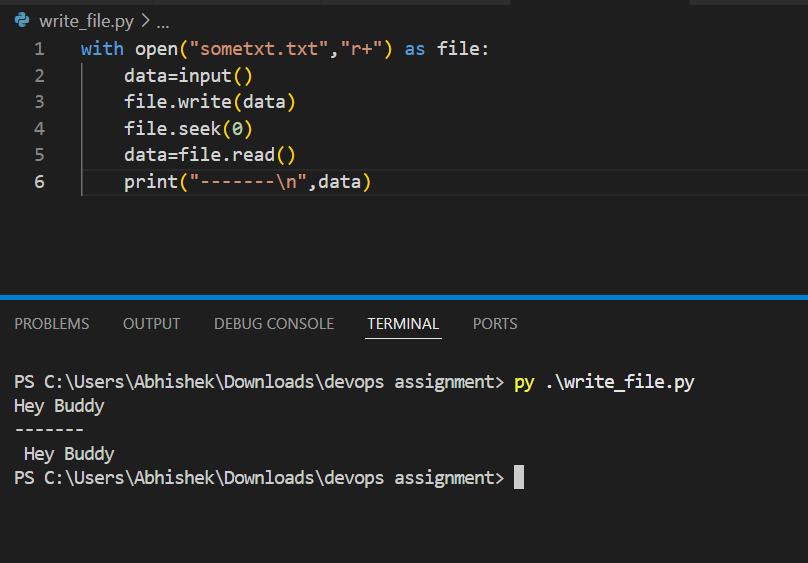 write_file.py > ...
1 with open("sometxt.txt","r+") as file:
2     data=input()
3     file.write(data)
4     file.seek(0)
5     data=file.read()
6     print("-------\n",data)
PROBLEMS OUTPUT DEBUG CONSOLE TERMINAL PORTS
PS C:\Users\Abhishek\Downloads\devops assignment> py .\write_file.py
Hey Buddy
-------
 Hey Buddy
PS C:\Users\Abhishek\Downloads\devops assignment>